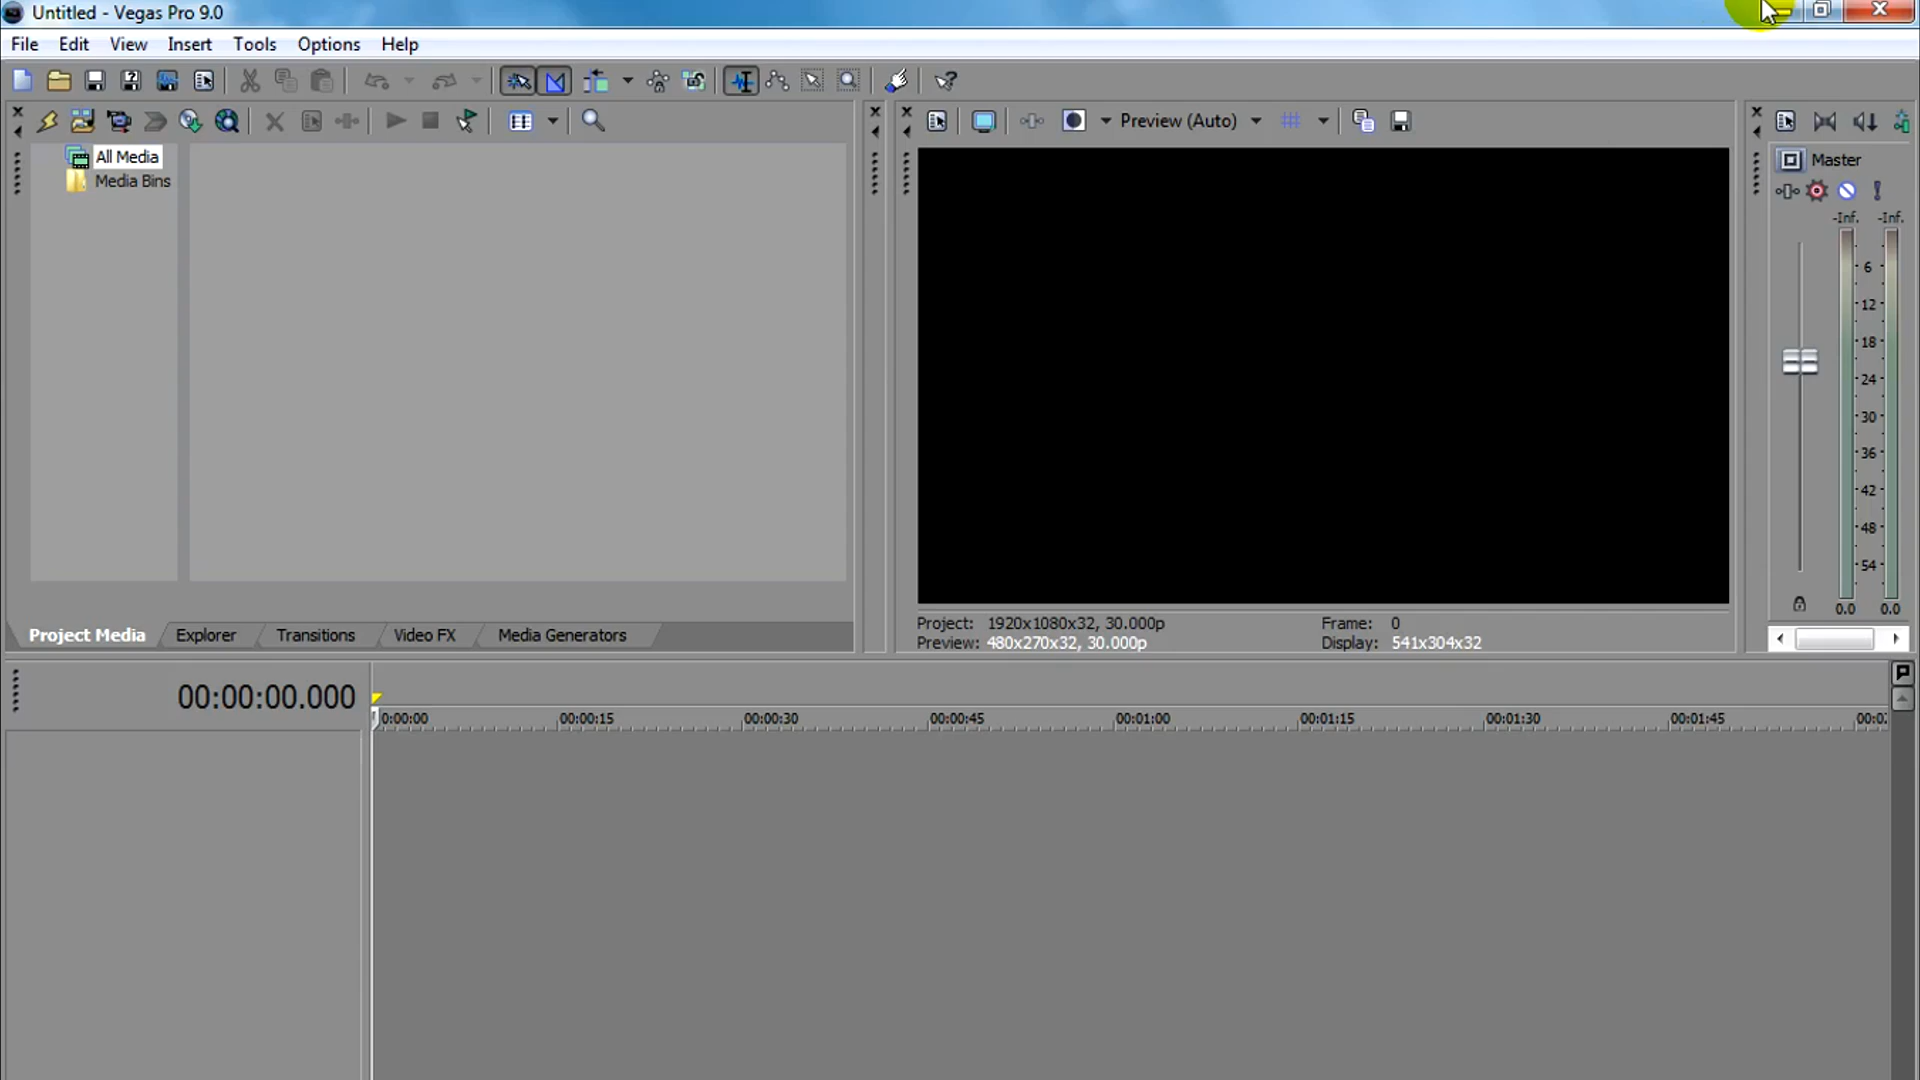 Untitled - Vegas Pro 9.0
File Edit View Insert Tools Options Help
Preview (Auto)
All Media
Media Bins
Master
-Inf. -Inf.
6
12
18
24
30
36
42
48
54
0.0 0.0
Project: 1920x1080x32, 30.000p Frame: 0
Preview: 480x270x32, 30.000p Display: 541x304x32
Project Media Explorer Transitions Video FX Media Generators
00:00:00.000
0:00:00 00:00:15 00:00:30 00:00:45 00:01:00 00:01:15 00:01:30 00:01:45